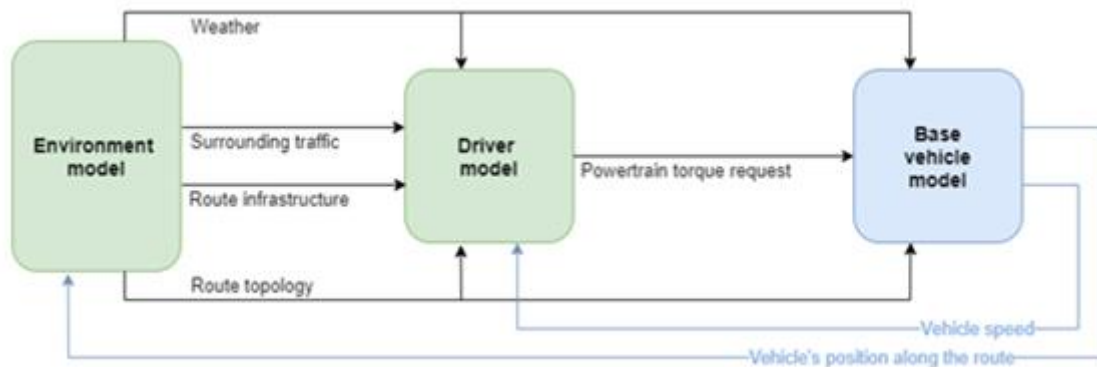 Weather
Environment
model
Surrounding traffic
Route infrastructure
Driver
model
Powertrain torque request
Base
vehicle
model
Route topology
Vehicle speed
Vehicle's position along the route